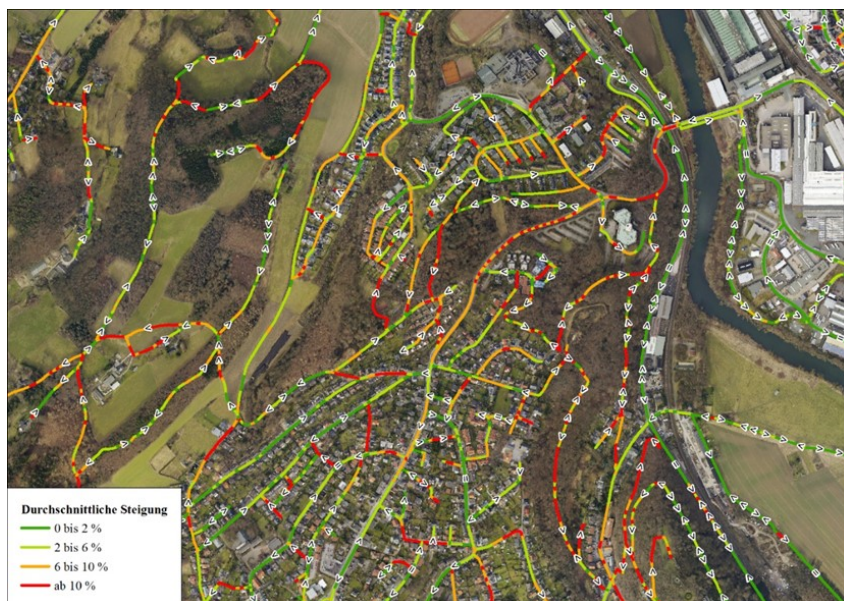 Durchschnittliche Steigung
0 bis 2 %
2 bis 6 %
6 bis 10 %
ab 10 %